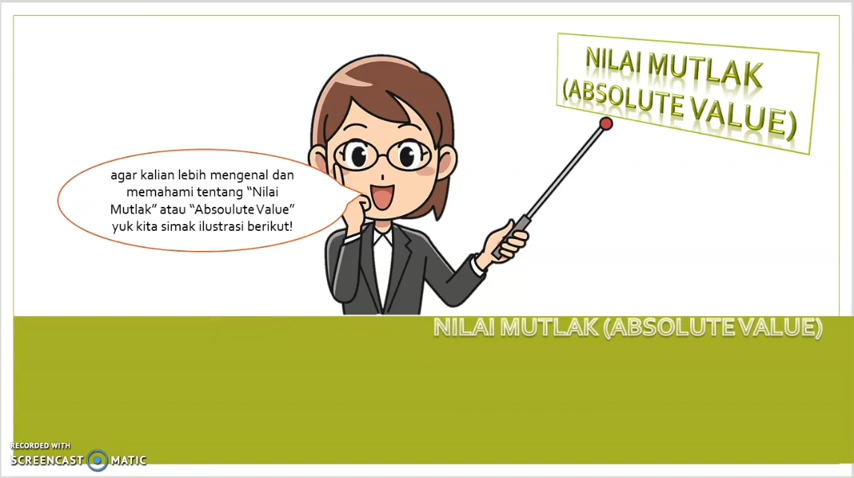 NILAI MUTLAK
(ABSOLUTE VALUE)
agar kalian lebih mengenal dan
memahami tentang “Nilai
Mutlak” atau “Absoulute Value”
yuk kita simak ilustrasi berikut!
NILAI MUTLAK (ABSOLUTE VALUE)
RECORDED WITH
SCREENCAST MATIC